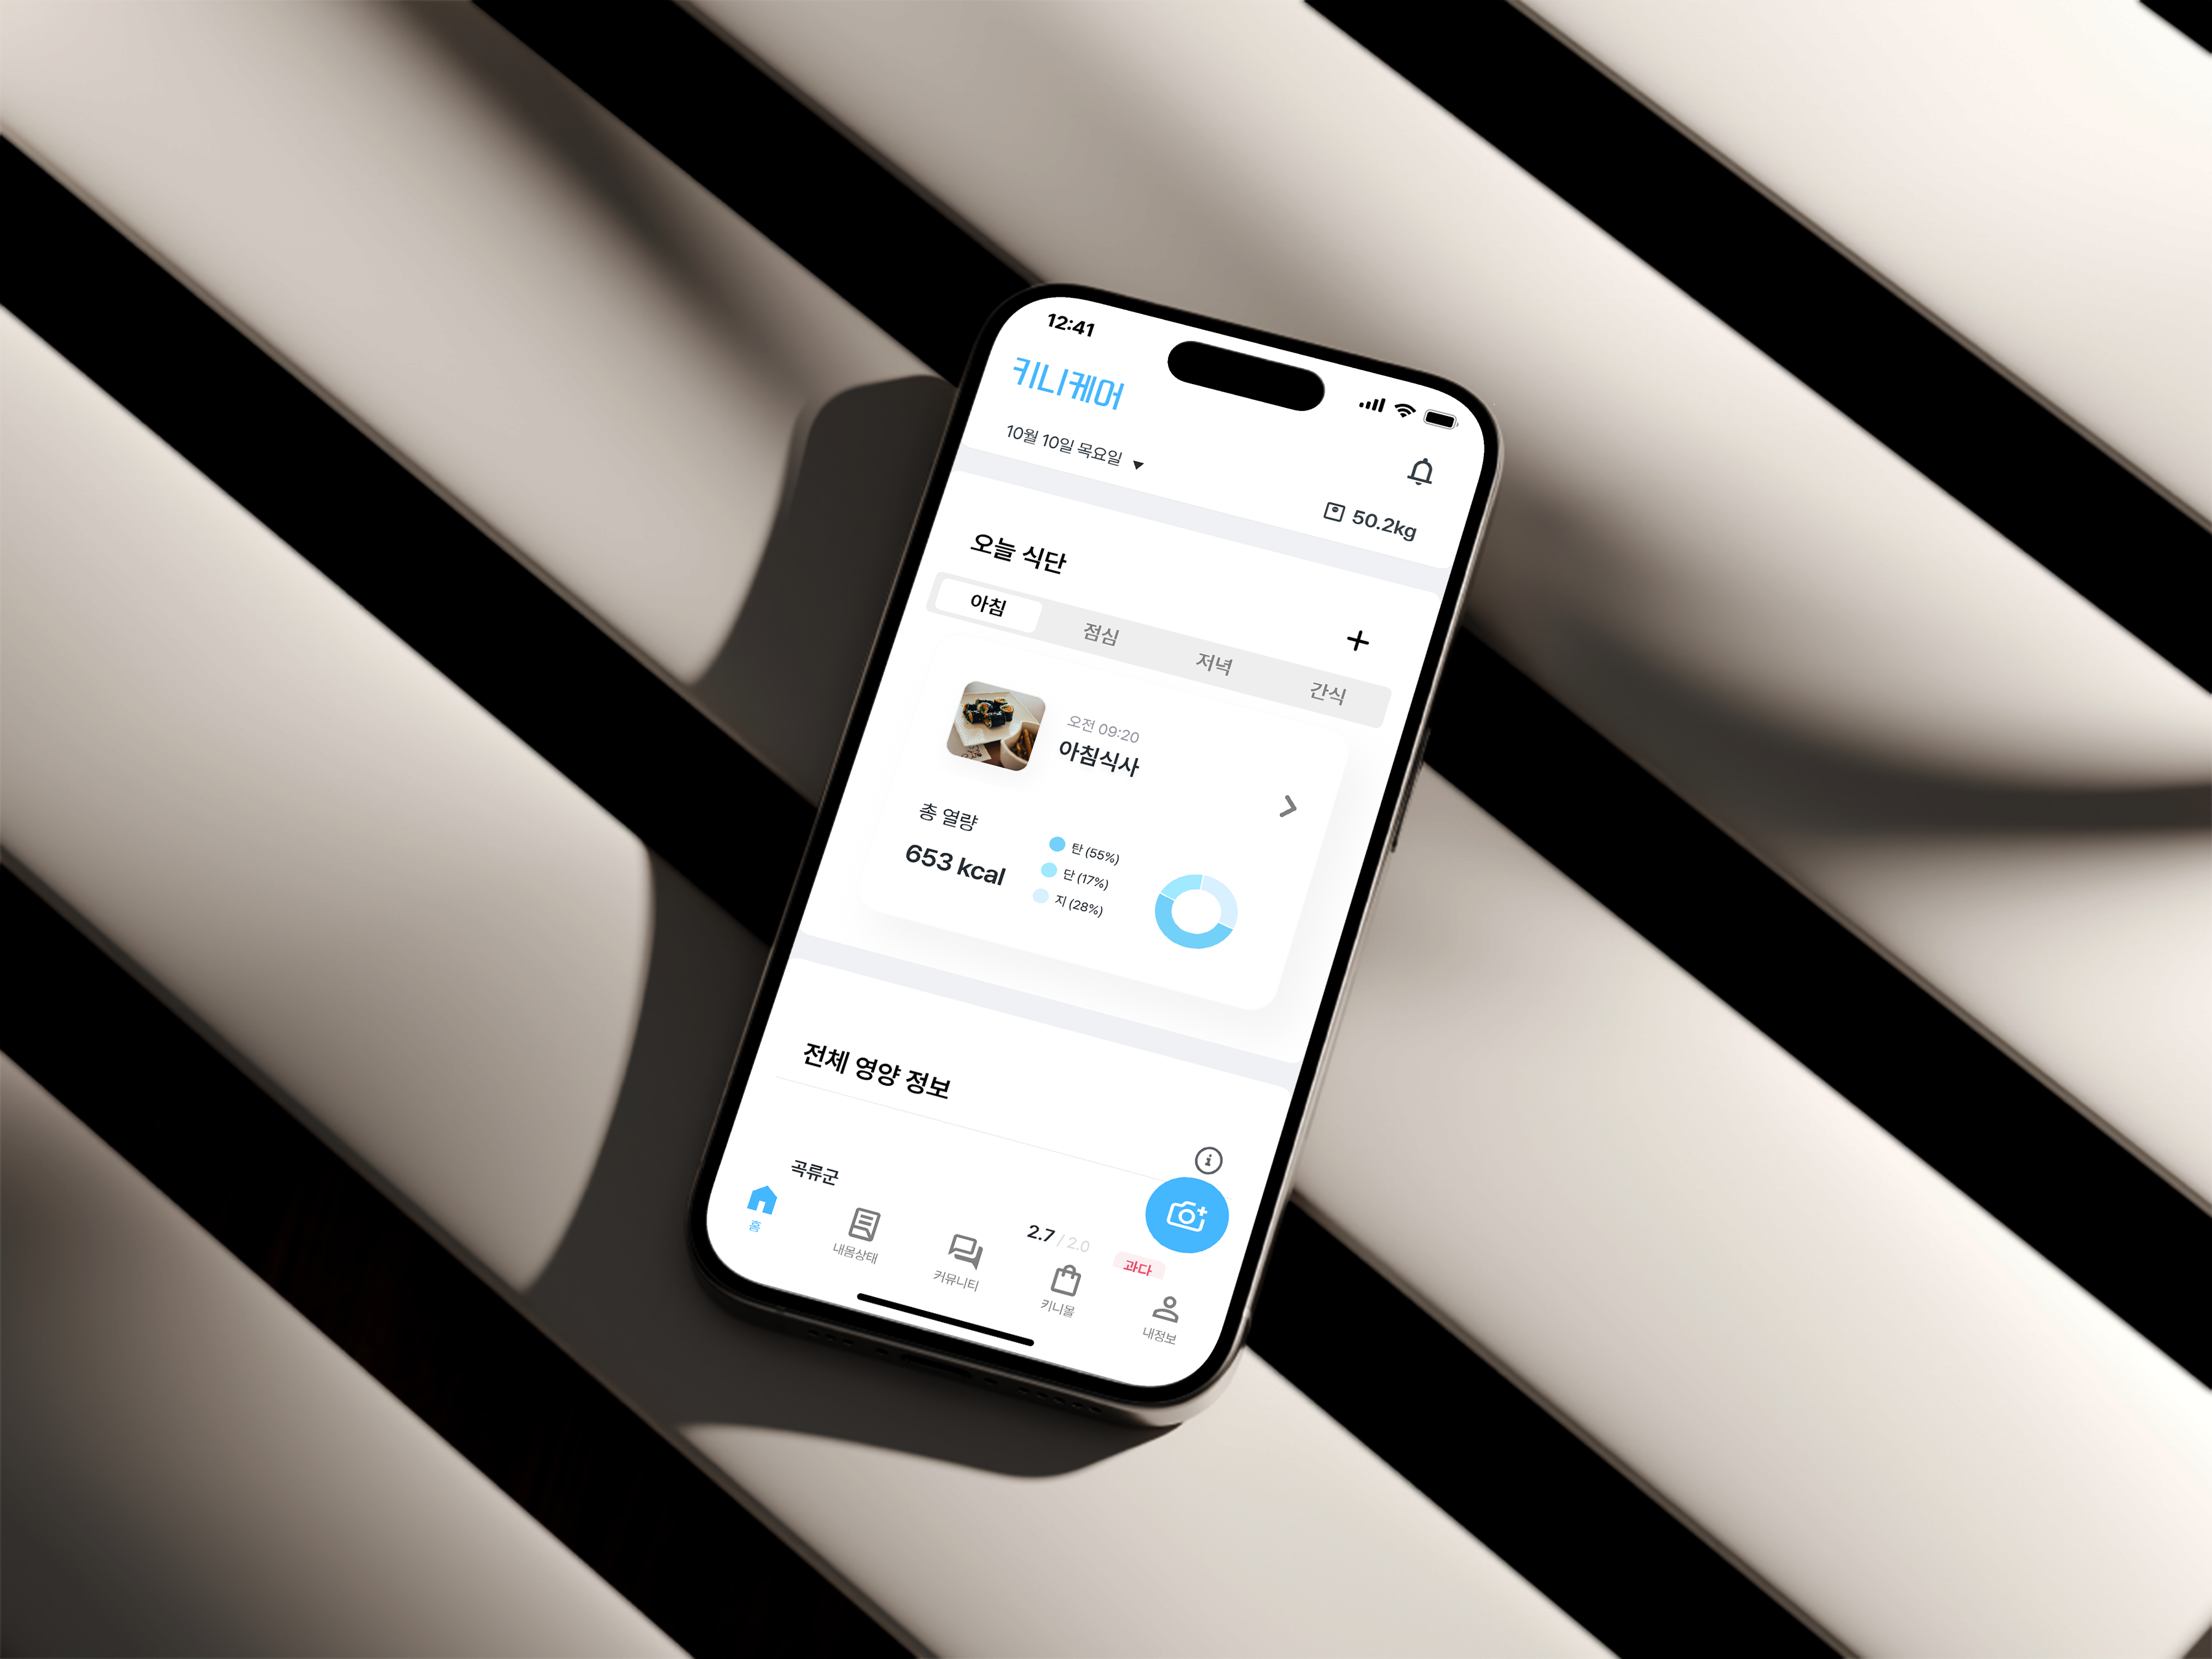 12:41
키니케어
10월 10일 목요일
50.2kg
오늘 식단
아침 점심 저녁 간식
오전 09:20
아침식사
총 열량
653 kcal
탄 (55%)
단 (17%)
지 (28%)
전체 영양 정보
곡류군
2.7 / 2.0
과다
홈 내몸상태 커뮤니티 키니몰 내정보